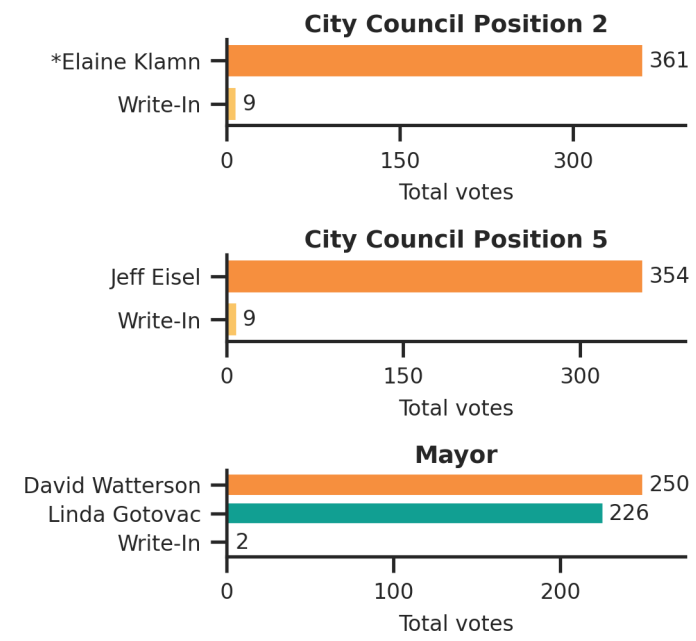 City Council Position 2
*Elaine Klamn 361
Write-In 9
0 150 300
Total votes
City Council Position 5
Jeff Eisel 354
Write-In 9
0 150 300
Total votes
Mayor
David Watterson 250
Linda Gotovac 226
Write-In 2
0 100 200
Total votes